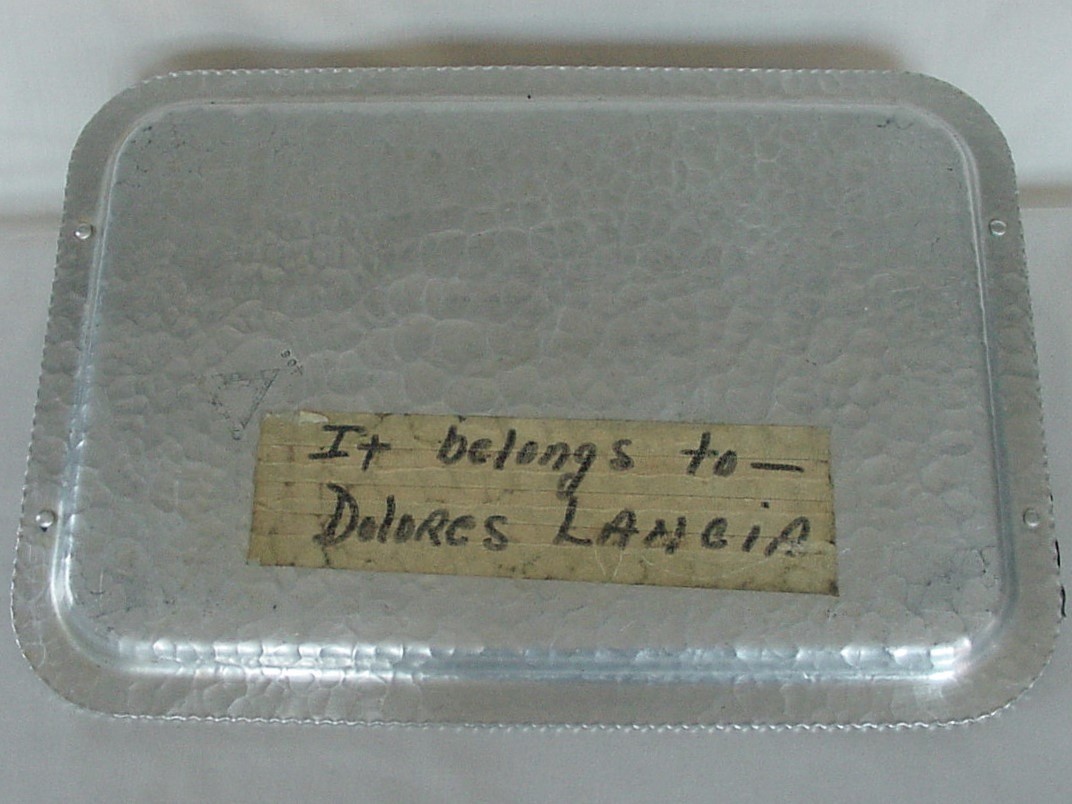 It belongs to—
DolORES LANCiA